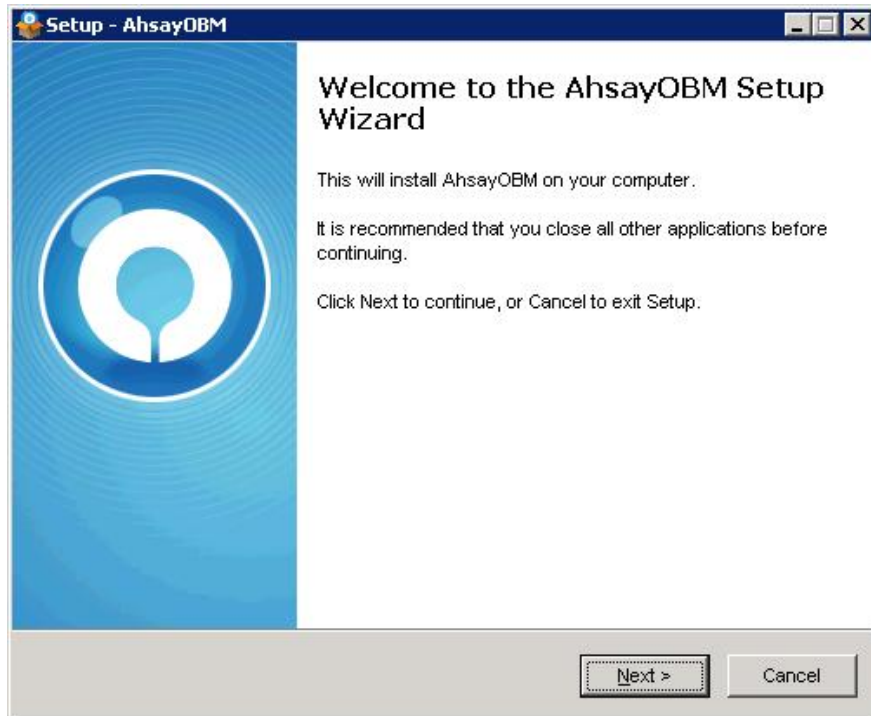 Setup - AhsayOBM
Welcome to the AhsayOBM Setup
Wizard
This will install AhsayOBM on your computer.
It is recommended that you close all other applications before
continuing.
Click Next to continue, or Cancel to exit Setup.
Next >
Cancel